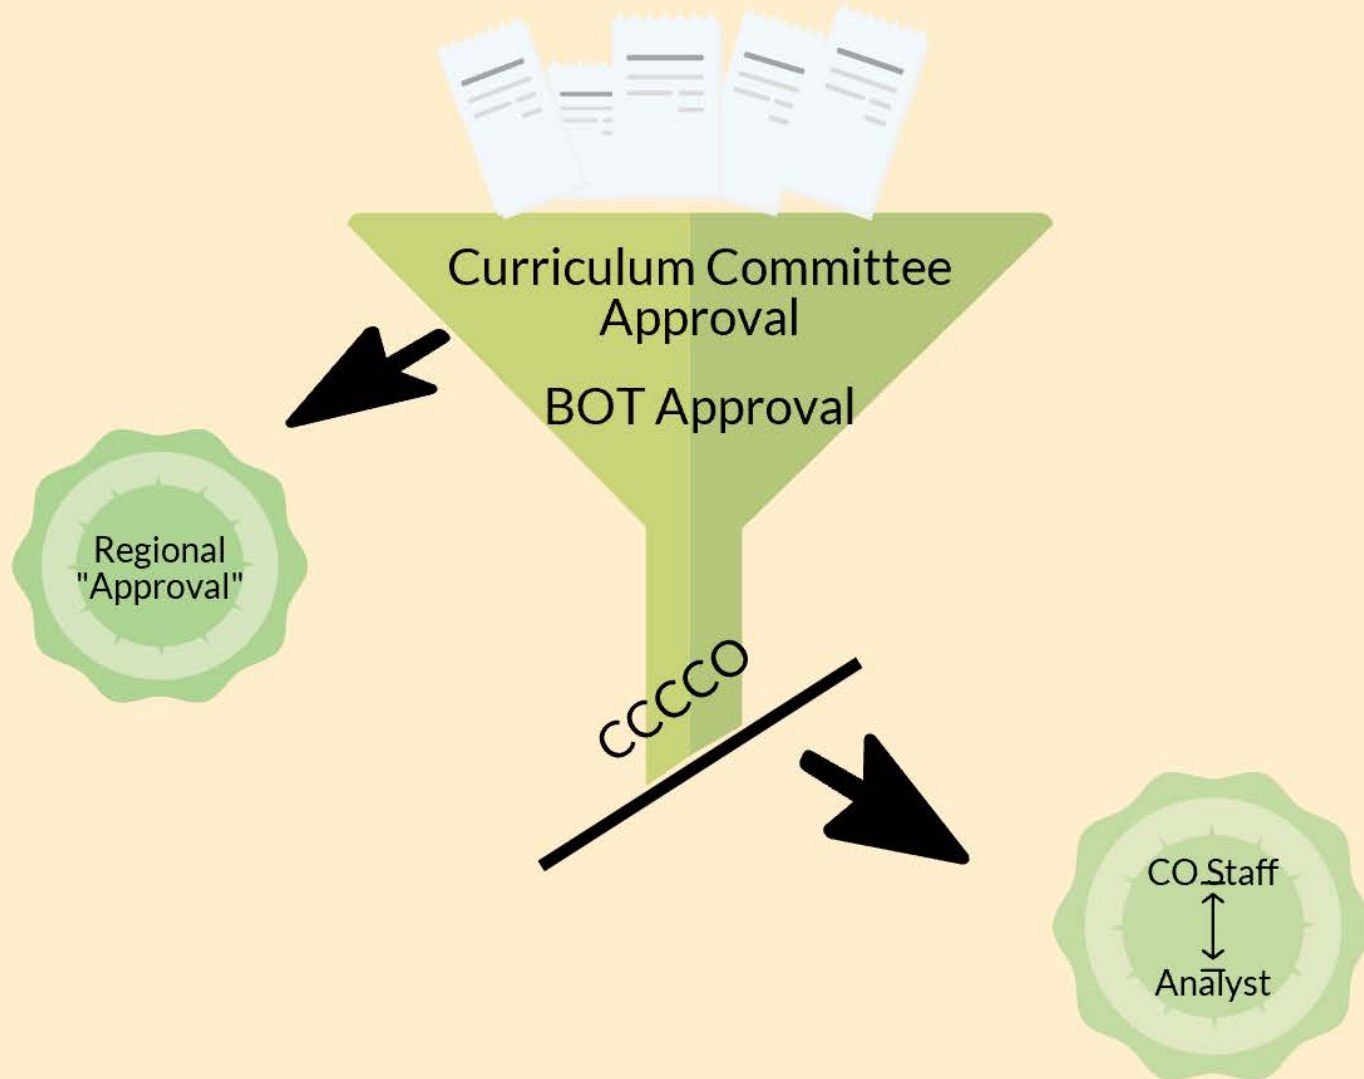 Curriculum Committee
Approval
BOT Approval
Regional
"Approval"
CCCCO
CO Staff
Analyst